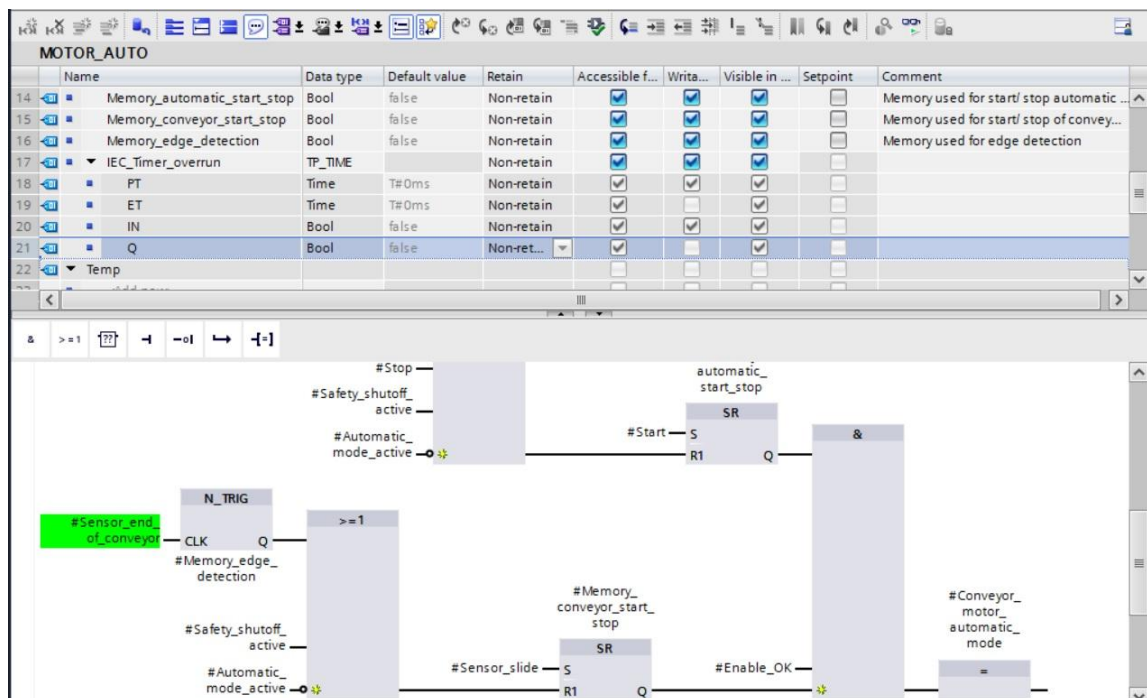 MOTOR_AUTO
Name Data type Default value Retain Accessible f... Writa... Visible in ... Setpoint Comment
14 Memory_automatic_start_stop Bool false Non-retain Memory used for start/ stop automatic ...
15 Memory_conveyor_start_stop Bool false Non-retain Memory used for start/ stop of convey...
16 Memory_edge_detection Bool false Non-retain Memory used for edge detection
17 IEC_Timer_overrun TP_TIME Non-retain
18 PT Time T#0ms Non-retain
19 ET Time T#0ms Non-retain
20 IN Bool false Non-retain
21 Q Bool false Non-ret...
22 Temp
& >=1 ??
#Stop
#Safety_shutoff_
active
#Automatic_
mode_active
automatic_
start_stop
SR
#Start S
R1 Q
&
N_TRIG
#Sensor_end_
of_conveyor CLK Q
#Memory_edge_
detection
>=1
#Safety_shutoff_
active
#Automatic_
mode_active
#Memory_
conveyor_start_
stop
SR
#Sensor_slide S
R1 Q
#Enable_OK
#Conveyor_
motor_
automatic_
mode
=